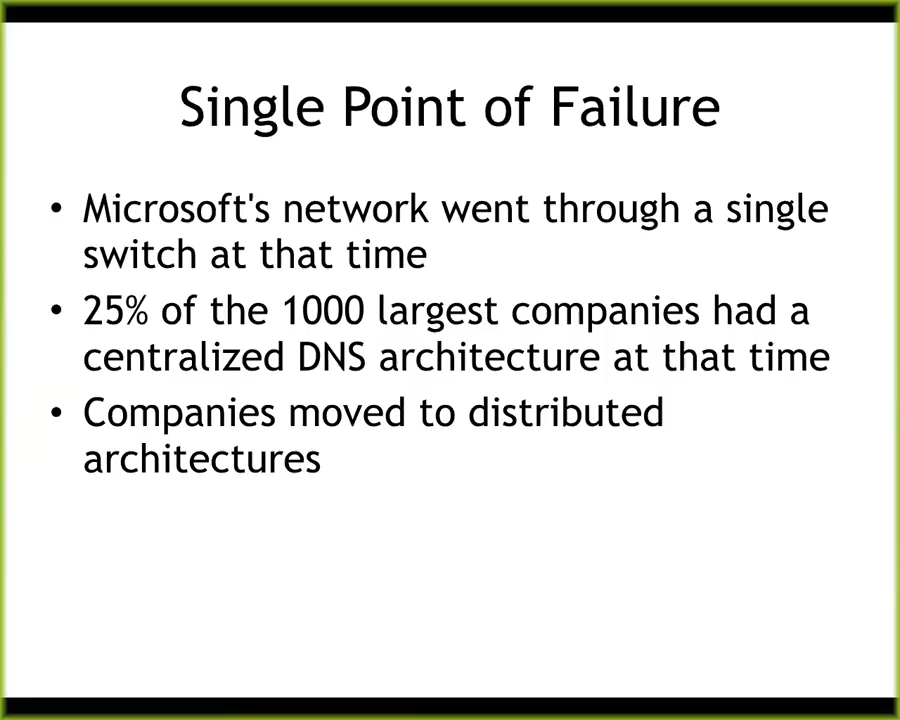 Single Point of Failure
• Microsoft's network went through a single
switch at that time
• 25% of the 1000 largest companies had a
centralized DNS architecture at that time
• Companies moved to distributed
architectures